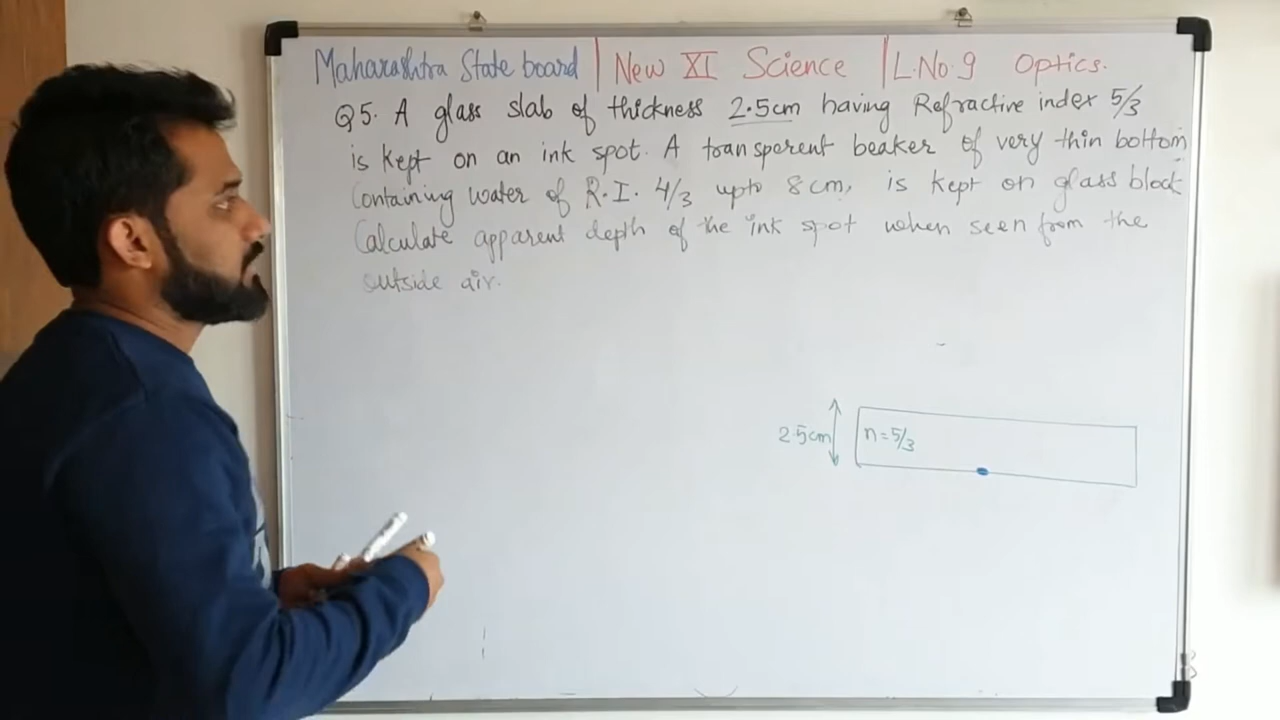 Maharashtra State board | New XI Science | L.No.9 Optics.
Q5. A glass slab of thickness 2.5cm having Refractive index 5/3
is kept on an ink spot. A transperent beaker of very thin bottom
Containing water of R.I. 4/3 upto 8cm, is kept on glass block
Calculate apparent depth of the ink spot when seen from the
outside air.
2.5cm n=5/3